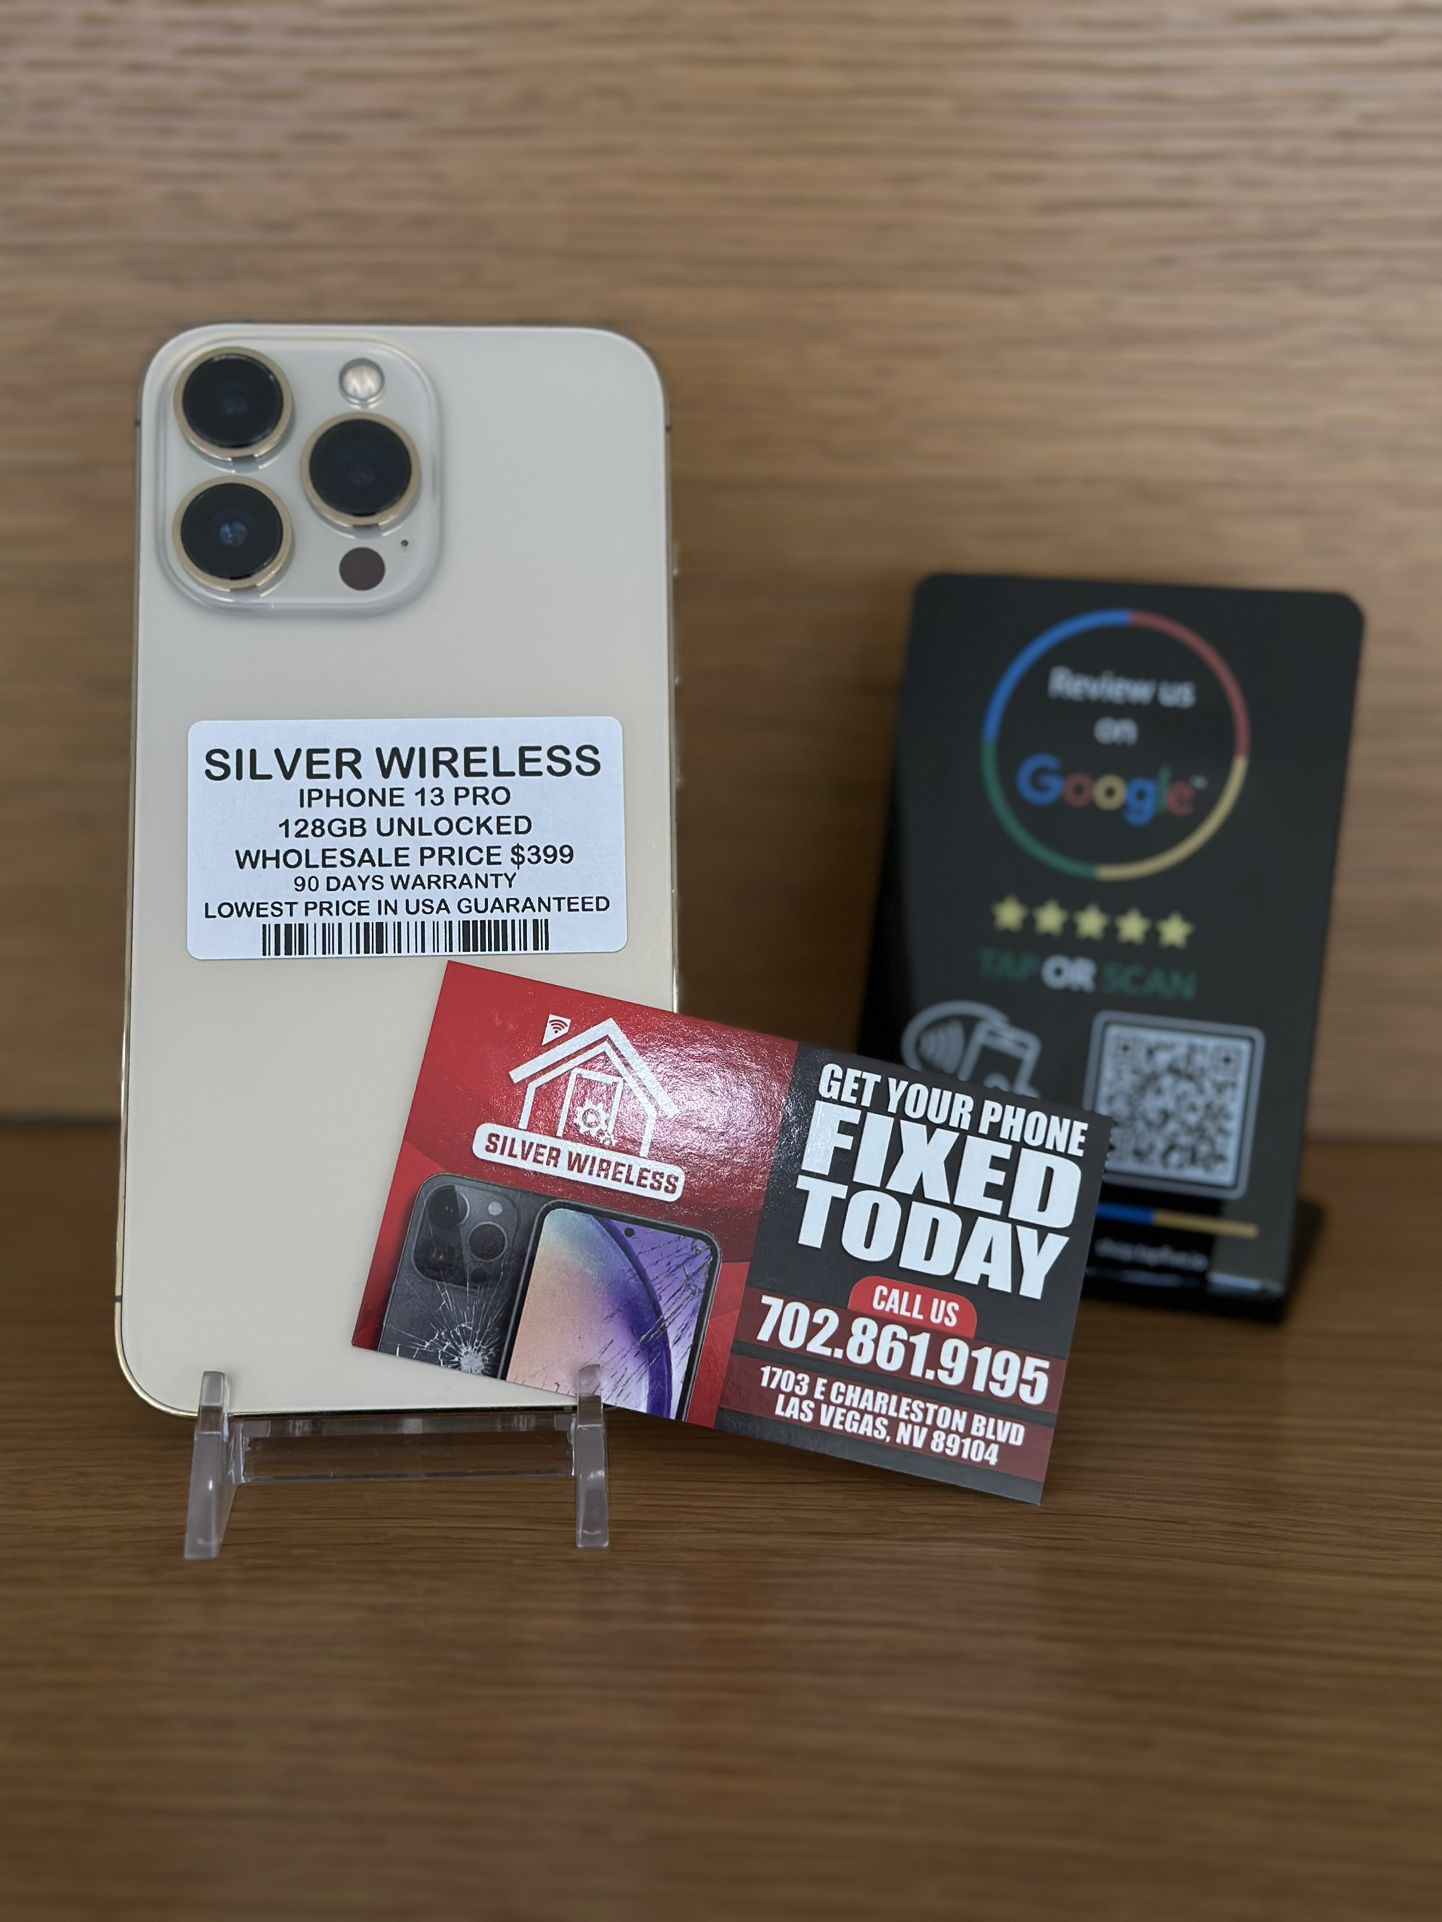 SILVER WIRELESS
IPHONE 13 PRO
128GB UNLOCKED
WHOLESALE PRICE $399
90 DAYS WARRANTY
LOWEST PRICE IN USA GUARANTEED
SILVER WIRELESS
GET YOUR PHONE
FIXED
TODAY
CALL US
702.861.9195
1703 E CHARLESTON BLVD
LAS VEGAS, NV 89104
Review us
on
Google™
TAP OR SCAN